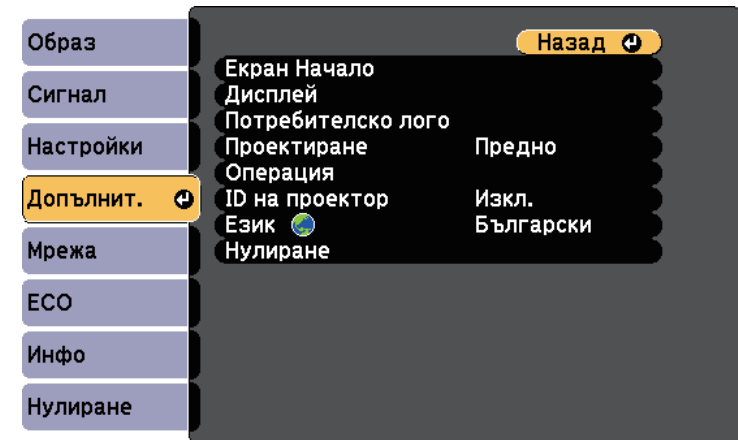 Образ
Сигнал
Настройки
Допълнит.
Мрежа
ECO
Инфо
Нулиране
Назад
Екран Начало
Дисплей
Потребителско лого
Проектиране Предно
Операция
ID на проектор Изкл.
Език Български
Нулиране